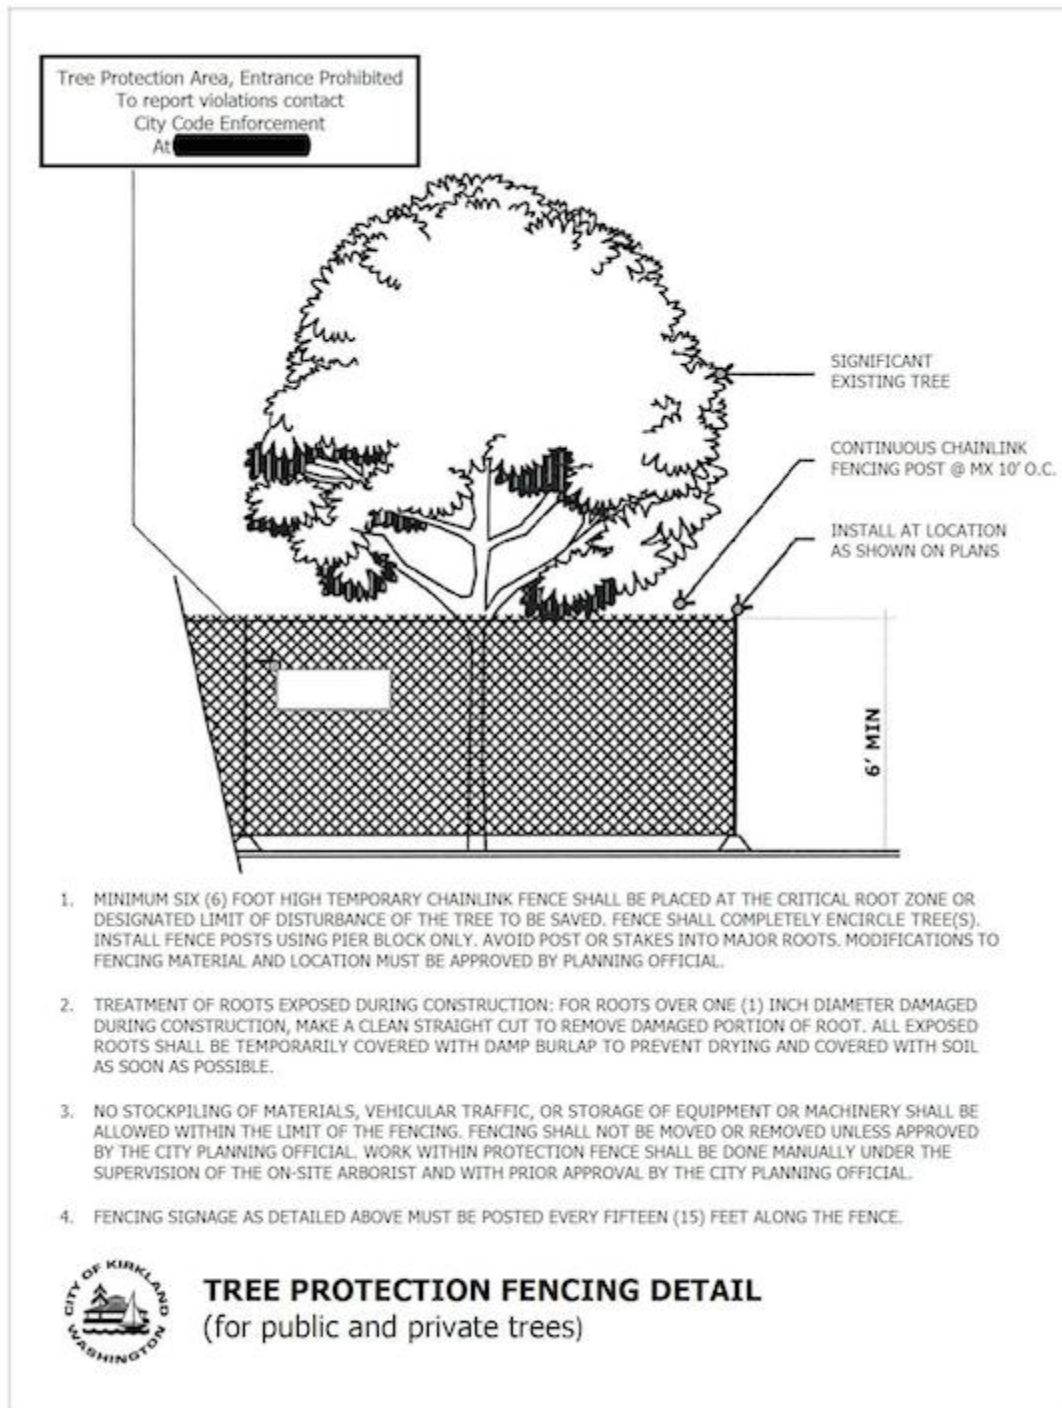 Tree Protection Area, Entrance Prohibited
To report violations contact
City Code Enforcement
At
SIGNIFICANT
EXISTING TREE
CONTINUOUS CHAINLINK
FENCING POST @ MX 10' O.C.
INSTALL AT LOCATION
AS SHOWN ON PLANS
6' MIN
1. MINIMUM SIX (6) FOOT HIGH TEMPORARY CHAINLINK FENCE SHALL BE PLACED AT THE CRITICAL ROOT ZONE OR
DESIGNATED LIMIT OF DISTURBANCE OF THE TREE TO BE SAVED. FENCE SHALL COMPLETELY ENCIRCLE TREE(S).
INSTALL FENCE POSTS USING PIER BLOCK ONLY. AVOID POST OR STAKES INTO MAJOR ROOTS. MODIFICATIONS TO
FENCING MATERIAL AND LOCATION MUST BE APPROVED BY PLANNING OFFICIAL.
2. TREATMENT OF ROOTS EXPOSED DURING CONSTRUCTION: FOR ROOTS OVER ONE (1) INCH DIAMETER DAMAGED
DURING CONSTRUCTION, MAKE A CLEAN STRAIGHT CUT TO REMOVE DAMAGED PORTION OF ROOT. ALL EXPOSED
ROOTS SHALL BE TEMPORARILY COVERED WITH DAMP BURLAP TO PREVENT DRYING AND COVERED WITH SOIL
AS SOON AS POSSIBLE.
3. NO STOCKPILING OF MATERIALS, VEHICULAR TRAFFIC, OR STORAGE OF EQUIPMENT OR MACHINERY SHALL BE
ALLOWED WITHIN THE LIMIT OF THE FENCING. FENCING SHALL NOT BE MOVED OR REMOVED UNLESS APPROVED
BY THE CITY PLANNING OFFICIAL. WORK WITHIN PROTECTION FENCE SHALL BE DONE MANUALLY UNDER THE
SUPERVISION OF THE ON-SITE ARBORIST AND WITH PRIOR APPROVAL BY THE CITY PLANNING OFFICIAL.
4. FENCING SIGNAGE AS DETAILED ABOVE MUST BE POSTED EVERY FIFTEEN (15) FEET ALONG THE FENCE.
CITY OF KIRKLAND
WASHINGTON
TREE PROTECTION FENCING DETAIL
(for public and private trees)